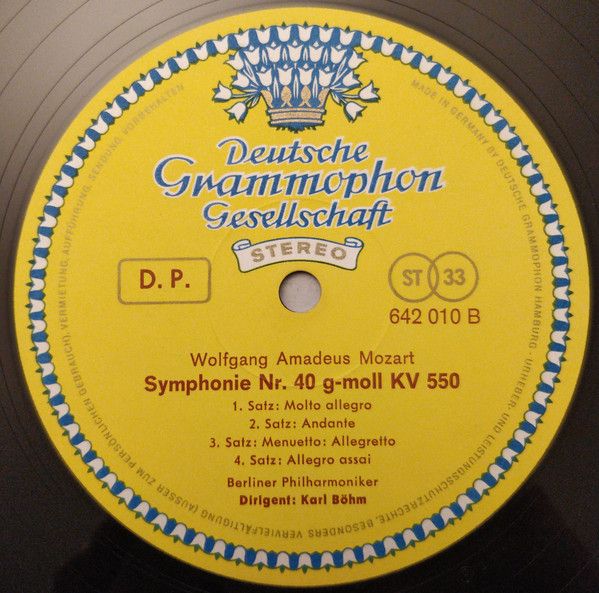 Deutsche
Grammophon
Gesellschaft
STEREO
D. P.
ST 33
642 010 B
Wolfgang Amadeus Mozart
Symphonie Nr. 40 g-moll KV 550
1. Satz: Molto allegro
2. Satz: Andante
3. Satz: Menuetto: Allegretto
4. Satz: Allegro assai
Berliner Philharmoniker
Dirigent: Karl Böhm
MADE IN GERMANY BY DEUTSCHE GRAMMOPHON HAMBURG · URHEBER- UND LEISTUNGSSCHUTZRECHTE, BESONDERS VERVIELFÄLTIGUNG (AUSSER ZUM PERSÖNLICHEN GEBRAUCH), VERMIETUNG, AUFFÜHRUNG, SENDUNG, VORBEHALTEN